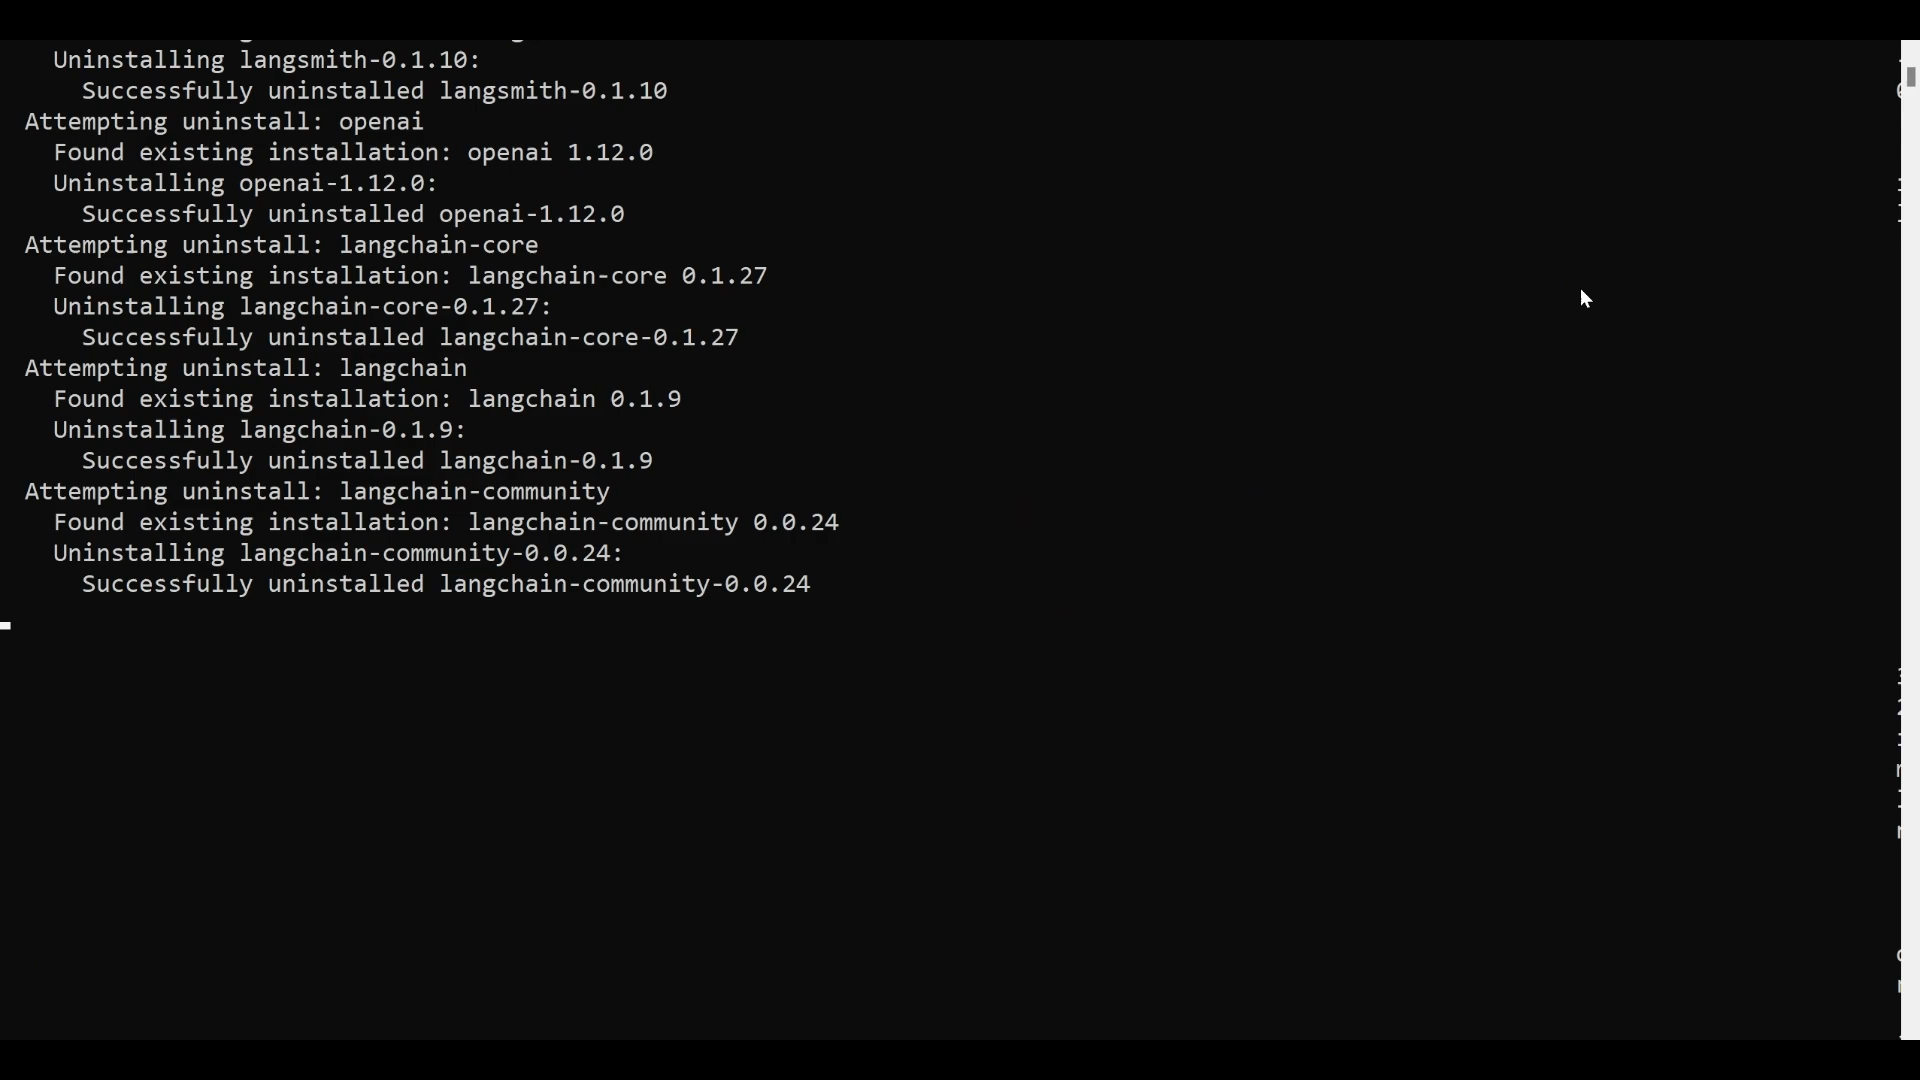 Uninstalling langsmith-0.1.10:
Successfully uninstalled langsmith-0.1.10
Attempting uninstall: openai
Found existing installation: openai 1.12.0
Uninstalling openai-1.12.0:
Successfully uninstalled openai-1.12.0
Attempting uninstall: langchain-core
Found existing installation: langchain-core 0.1.27
Uninstalling langchain-core-0.1.27:
Successfully uninstalled langchain-core-0.1.27
Attempting uninstall: langchain
Found existing installation: langchain 0.1.9
Uninstalling langchain-0.1.9:
Successfully uninstalled langchain-0.1.9
Attempting uninstall: langchain-community
Found existing installation: langchain-community 0.0.24
Uninstalling langchain-community-0.0.24:
Successfully uninstalled langchain-community-0.0.24